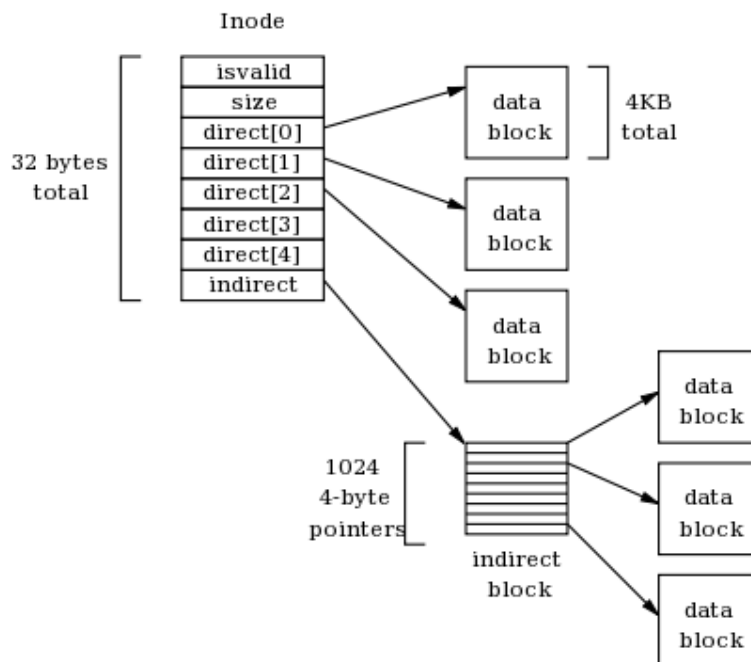 Inode
isvalid
size
direct[0]
direct[1]
direct[2]
direct[3]
direct[4]
indirect
32 bytes
total
data
block
4KB
total
data
block
data
block
1024
4-byte
pointers
indirect
block
data
block
data
block
data
block